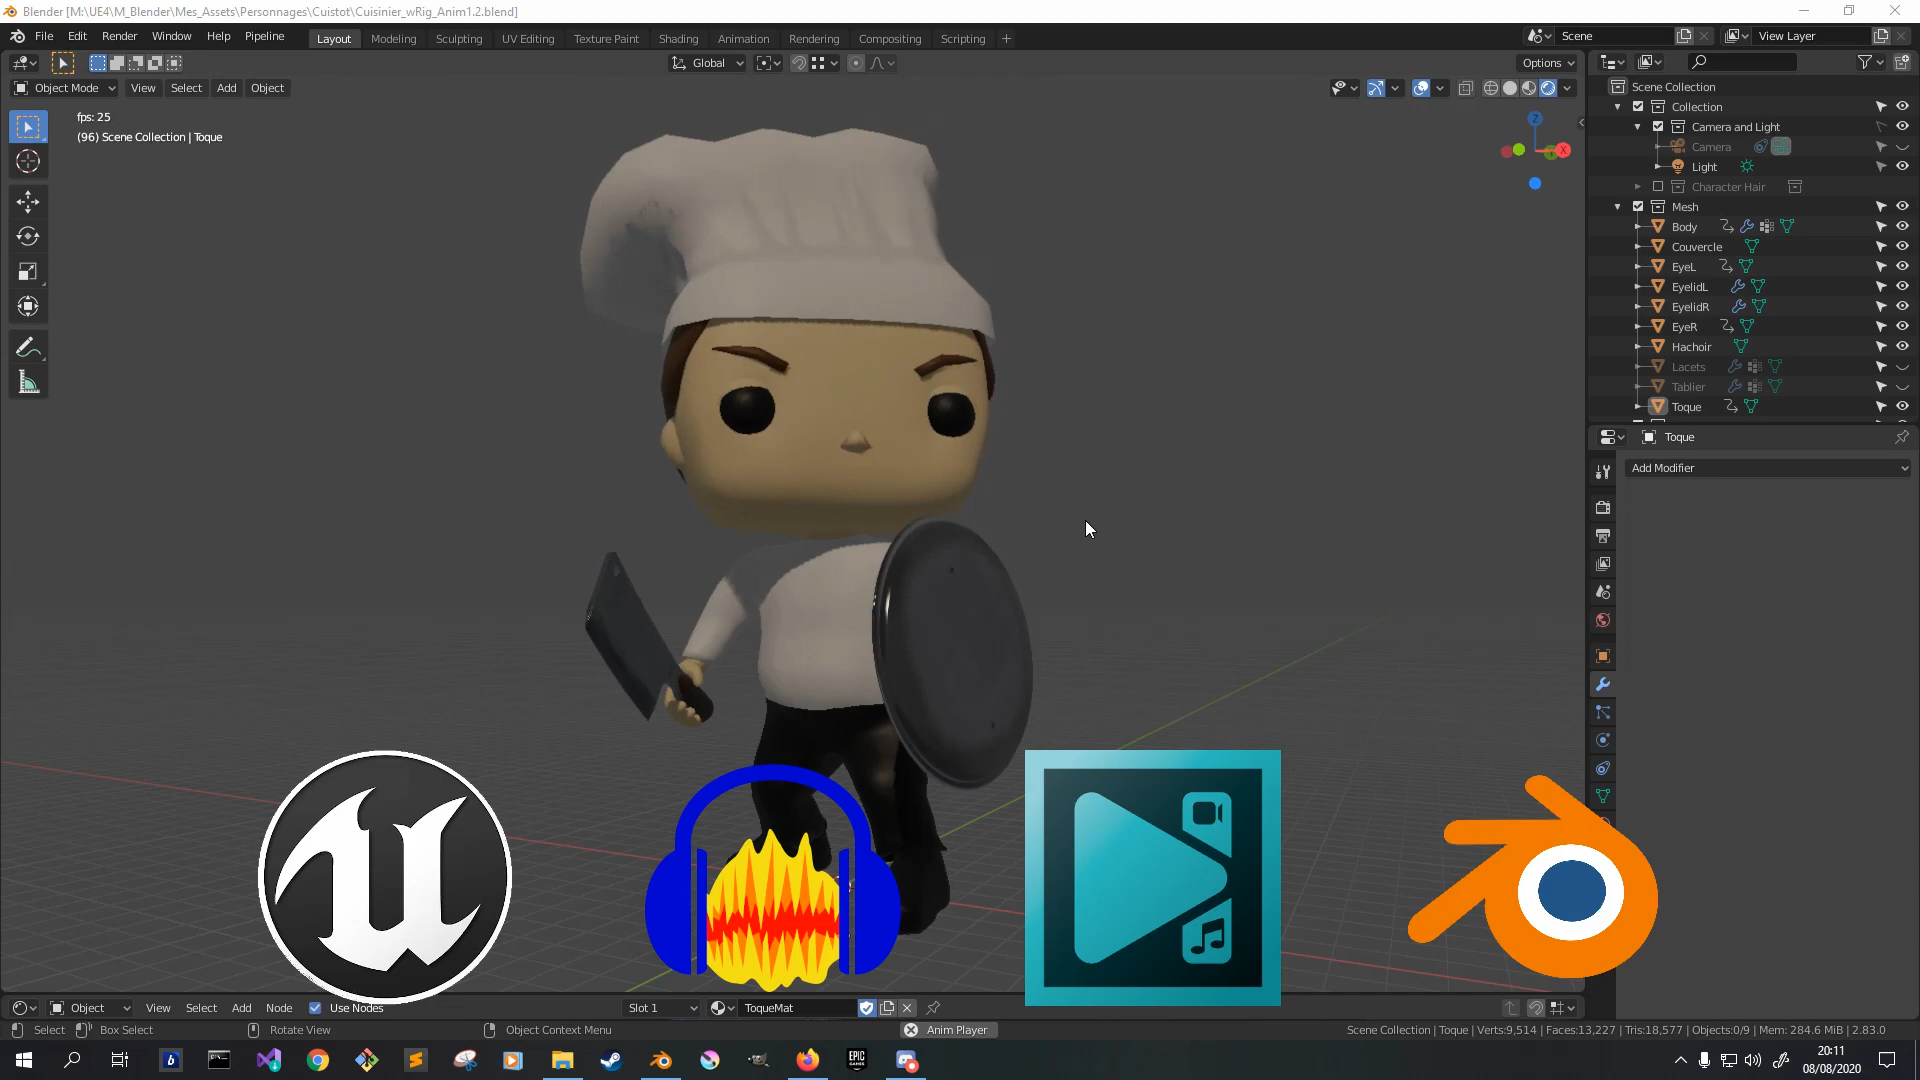 Blender [M:\UE4\M_Blender\Mes_Assets\Personnages\Cuistot\Cuisinier_wRig_Anim1.2.blend]
File Edit Render Window Help Pipeline
Layout Modeling Sculpting UV Editing Texture Paint Shading Animation Rendering Compositing Scripting +
Scene
View Layer
Global
Options
Object Mode View Select Add Object
fps: 25
(96) Scene Collection | Toque
Z
X
Scene Collection
Collection
Camera and Light
Camera
Light
Character Hair
Mesh
Body
Couvercle
EyeL
EyelidL
EyelidR
EyeR
Hachoir
Lacets
Tablier
Toque
Toque
Add Modifier
Object View Select Add Node Use Nodes
Slot 1
ToqueMat
Select Box Select Rotate View Object Context Menu
Anim Player
Scene Collection | Toque | Verts:9,514 | Faces:13,227 | Tris:18,577 | Objects:0/9 | Mem: 284.6 MiB | 2.83.0
b
EPIC
GAMES
20:11
08/08/2020